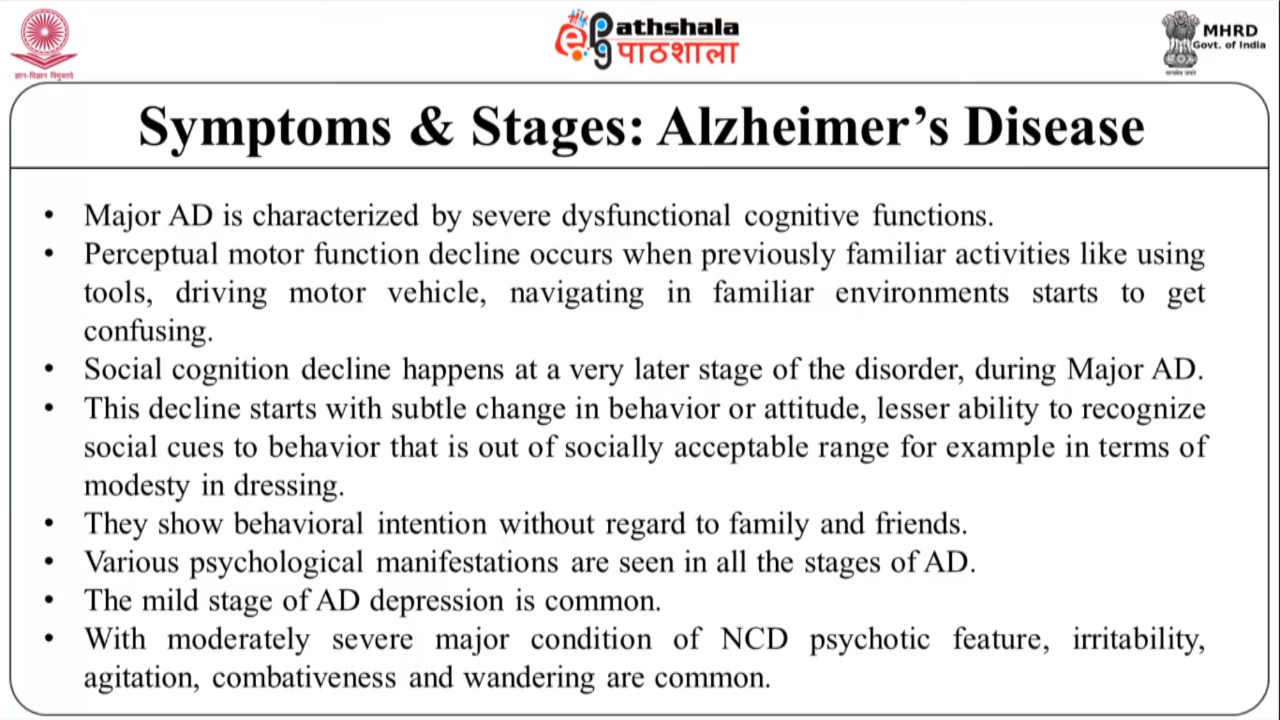 ज्ञान-विज्ञान विमुक्तये
ePathshala
पाठशाला
MHRD
Govt. of India
सत्यमेव जयते
Symptoms & Stages: Alzheimer's Disease
• Major AD is characterized by severe dysfunctional cognitive functions.
• Perceptual motor function decline occurs when previously familiar activities like using
tools, driving motor vehicle, navigating in familiar environments starts to get
confusing.
• Social cognition decline happens at a very later stage of the disorder, during Major AD.
• This decline starts with subtle change in behavior or attitude, lesser ability to recognize
social cues to behavior that is out of socially acceptable range for example in terms of
modesty in dressing.
• They show behavioral intention without regard to family and friends.
• Various psychological manifestations are seen in all the stages of AD.
• The mild stage of AD depression is common.
• With moderately severe major condition of NCD psychotic feature, irritability,
agitation, combativeness and wandering are common.